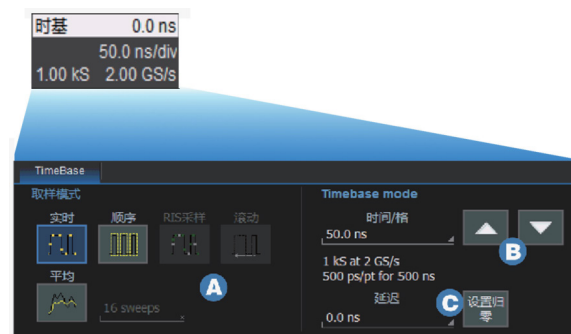 时基 0.0 ns
50.0 ns/div
1.00 kS 2.00 GS/s
TimeBase
取样模式
Timebase mode
实时 顺序 RIS采样 滚动
时间/格
50.0 ns
B
1 kS at 2 GS/s
500 ps/pt for 500 ns
平均
A
16 sweeps
延迟
0.0 ns
C
设置归
零